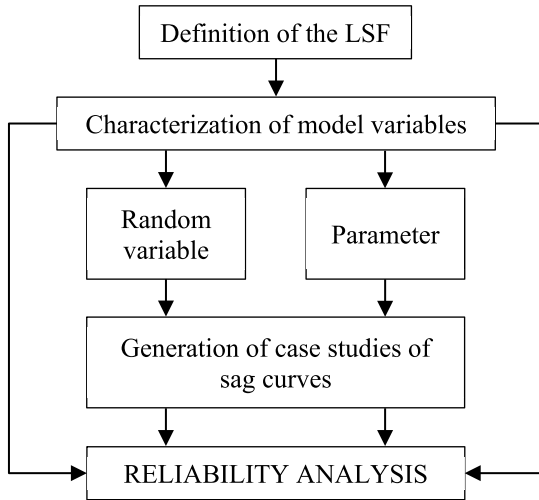 Definition of the LSF
Characterization of model variables
Random
variable
Parameter
Generation of case studies of
sag curves
RELIABILITY ANALYSIS